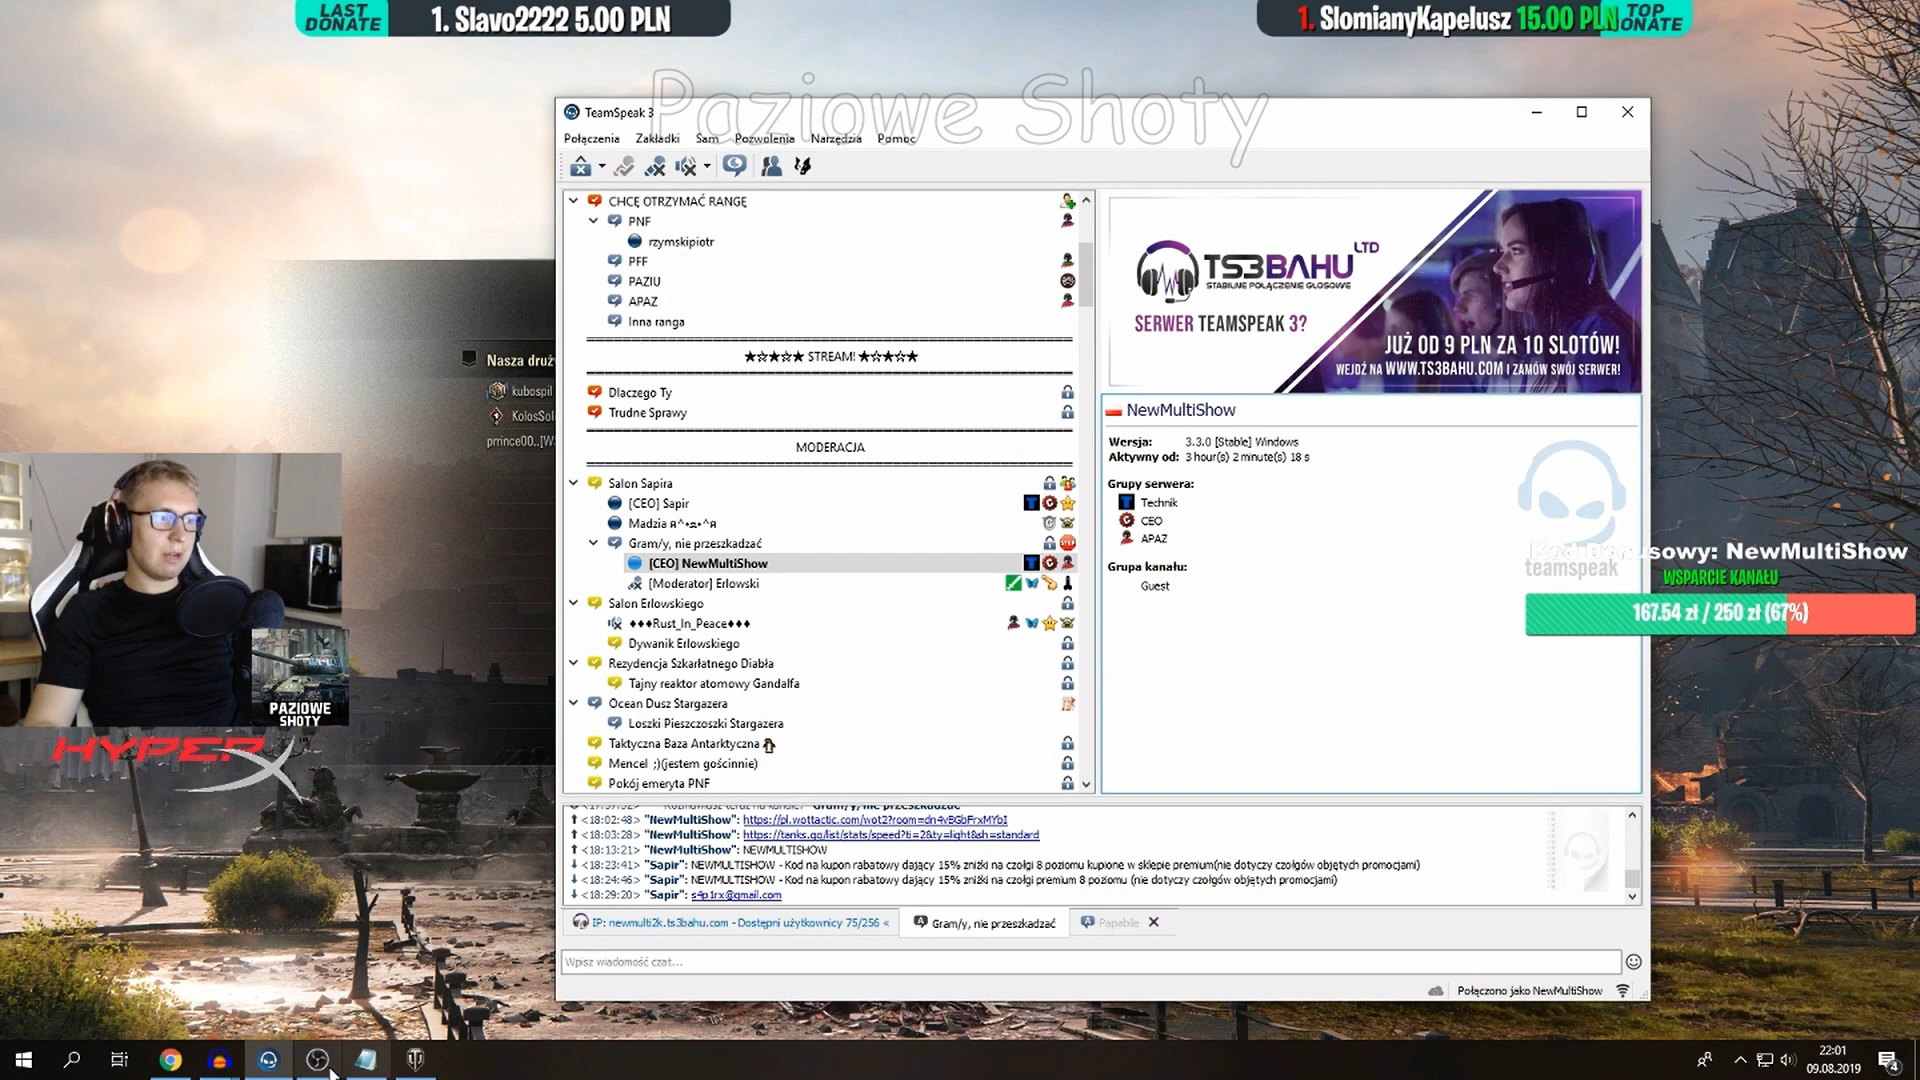 LAST DONATE
1. Slavo2222 5.00 PLN
1. SlomianyKapelusz 15.00 PLN
TOP DONATE
Paziowe Shoty
TeamSpeak 3
Połączenia Zakładki Sam Pozwolenia Narzędzia Pomoc
CHCĘ OTRZYMAĆ RANGĘ
PNF
rzymskipiotr
PFF
PAZIU
APAZ
Inna ranga
★☆★☆★ STREAM! ★☆★☆★
Dlaczego Ty
Trudne Sprawy
MODERACJA
Salon Sapira
[CEO] Sapir
Madzia
Gram/y, nie przeszkadzać
[CEO] NewMultiShow
[Moderator] Erlowski
Salon Erlowskiego
♦♦♦Rust_In_Peace♦♦♦
Dywanik Erlowskiego
Rezydencja Szkarłatnego Diabła
Tajny reaktor atomowy Gandalfa
Ocean Dusz Stargazera
Loszki Pieszczoszki Stargazera
Taktyczna Baza Antarktyczna
Mencel ;)(jestem gościnnie)
Pokój emeryta PNF
TS3BAHU LTD
STABILNE POŁĄCZENIE GŁOSOWE
SERWER TEAMSPEAK 3?
JUŻ OD 9 PLN ZA 10 SLOTÓW!
WEJDŹ NA WWW.TS3BAHU.COM I ZAMÓW SWÓJ SERWER!
NewMultiShow
Wersja: 3.3.0 [Stable] Windows
Aktywny od: 3 hour(s) 2 minute(s) 18 s
Grupy serwera:
Technik
CEO
APAZ
Grupa kanału:
Guest
teamspeak
Kod Bonusowy: NewMultiShow
WSPARCIE KANAŁU
167.54 zł / 250 zł (67%)
Nasza druż
kubospil
KolosSol
prrince00..[W
PAZIOWE
SHOTY
HYPERX
<18:02:48> "NewMultiShow": https://pl.wottactic.com/wot2?room=dn4vBGbFrxMYbI
<18:03:28> "NewMultiShow": https://tanks.gg/list/stats/speed?ti=2&ty=light&sh=standard
<18:13:21> "NewMultiShow": NEWMULTISHOW
<18:23:41> "Sapir": NEWMULTISHOW - Kod na kupon rabatowy dający 15% zniżki na czołgi 8 poziomu kupione w sklepie premium(nie dotyczy czołgów objętych promocjami)
<18:24:46> "Sapir": NEWMULTISHOW - Kod na kupon rabatowy dający 15% zniżki na czołgi premium 8 poziomu (nie dotyczy czołgów objętych promocjami)
<18:29:20> "Sapir": s4p1rx@gmail.com
IP: newmulti2k.ts3bahu.com - Dostępni użytkownicy 75/256 «
Gram/y, nie przeszkadzać
Papabile
Wpisz wiadomość czat...
Połączono jako NewMultiShow
22:01
09.08.2019
4